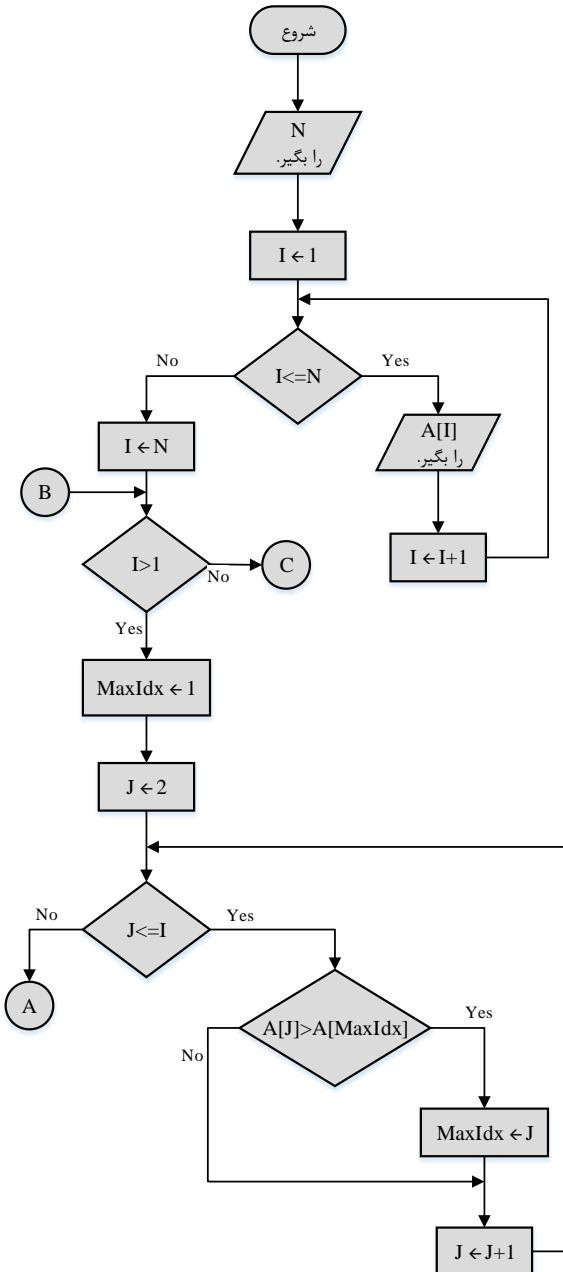 شروع
N
را بگیر.
I ← 1
I<=N
No
Yes
I ← N
A[I]
را بگیر.
B
I>1
No
C
I ← I+1
Yes
MaxIdx ← 1
J ← 2
J<=I
No
Yes
A
A[J]>A[MaxIdx]
No
Yes
MaxIdx ← J
J ← J+1